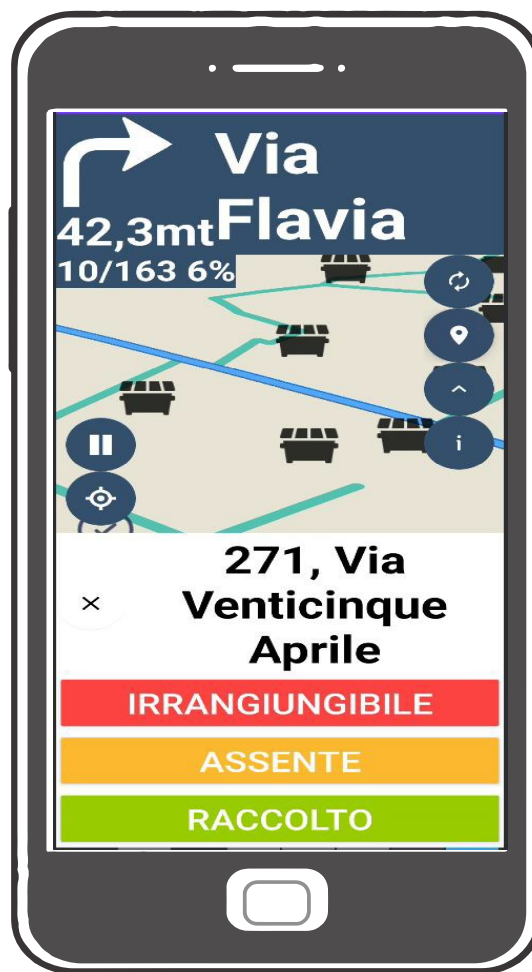 Via
Flavia
42,3mt
10/163 6%
271, Via
Venticinque
Aprile
IRRANGIUNGIBILE
ASSENTE
RACCOLTO